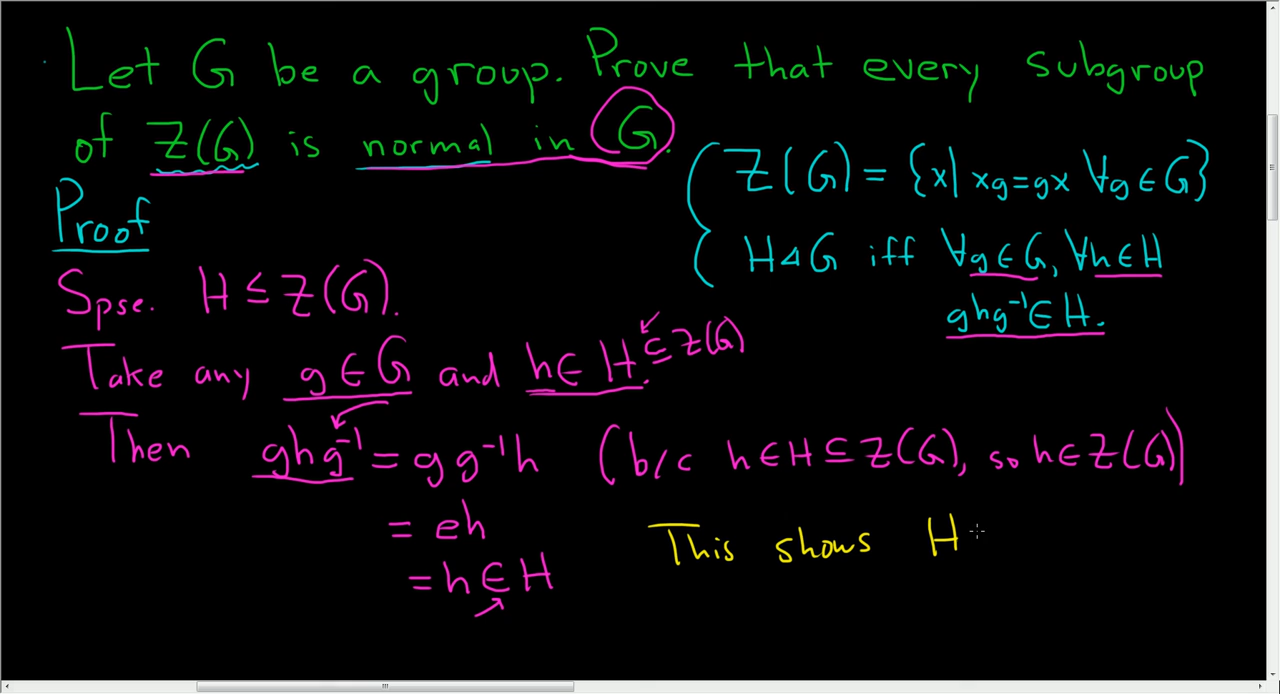 Let G be a group. Prove that every subgroup
of Z(G) is normal in G.
Z(G) = {x| xg=gx ∀g∈G}
H⊲G iff ∀g∈G, ∀h∈H
ghg⁻¹∈H.
Proof
Spse. H ≤ Z(G).
Take any g∈G and h∈H. ⊆ Z(G)
Then ghg⁻¹ = gg⁻¹h (b/c h∈H⊆Z(G), so h∈Z(G))
= eh
= h∈H
This shows H